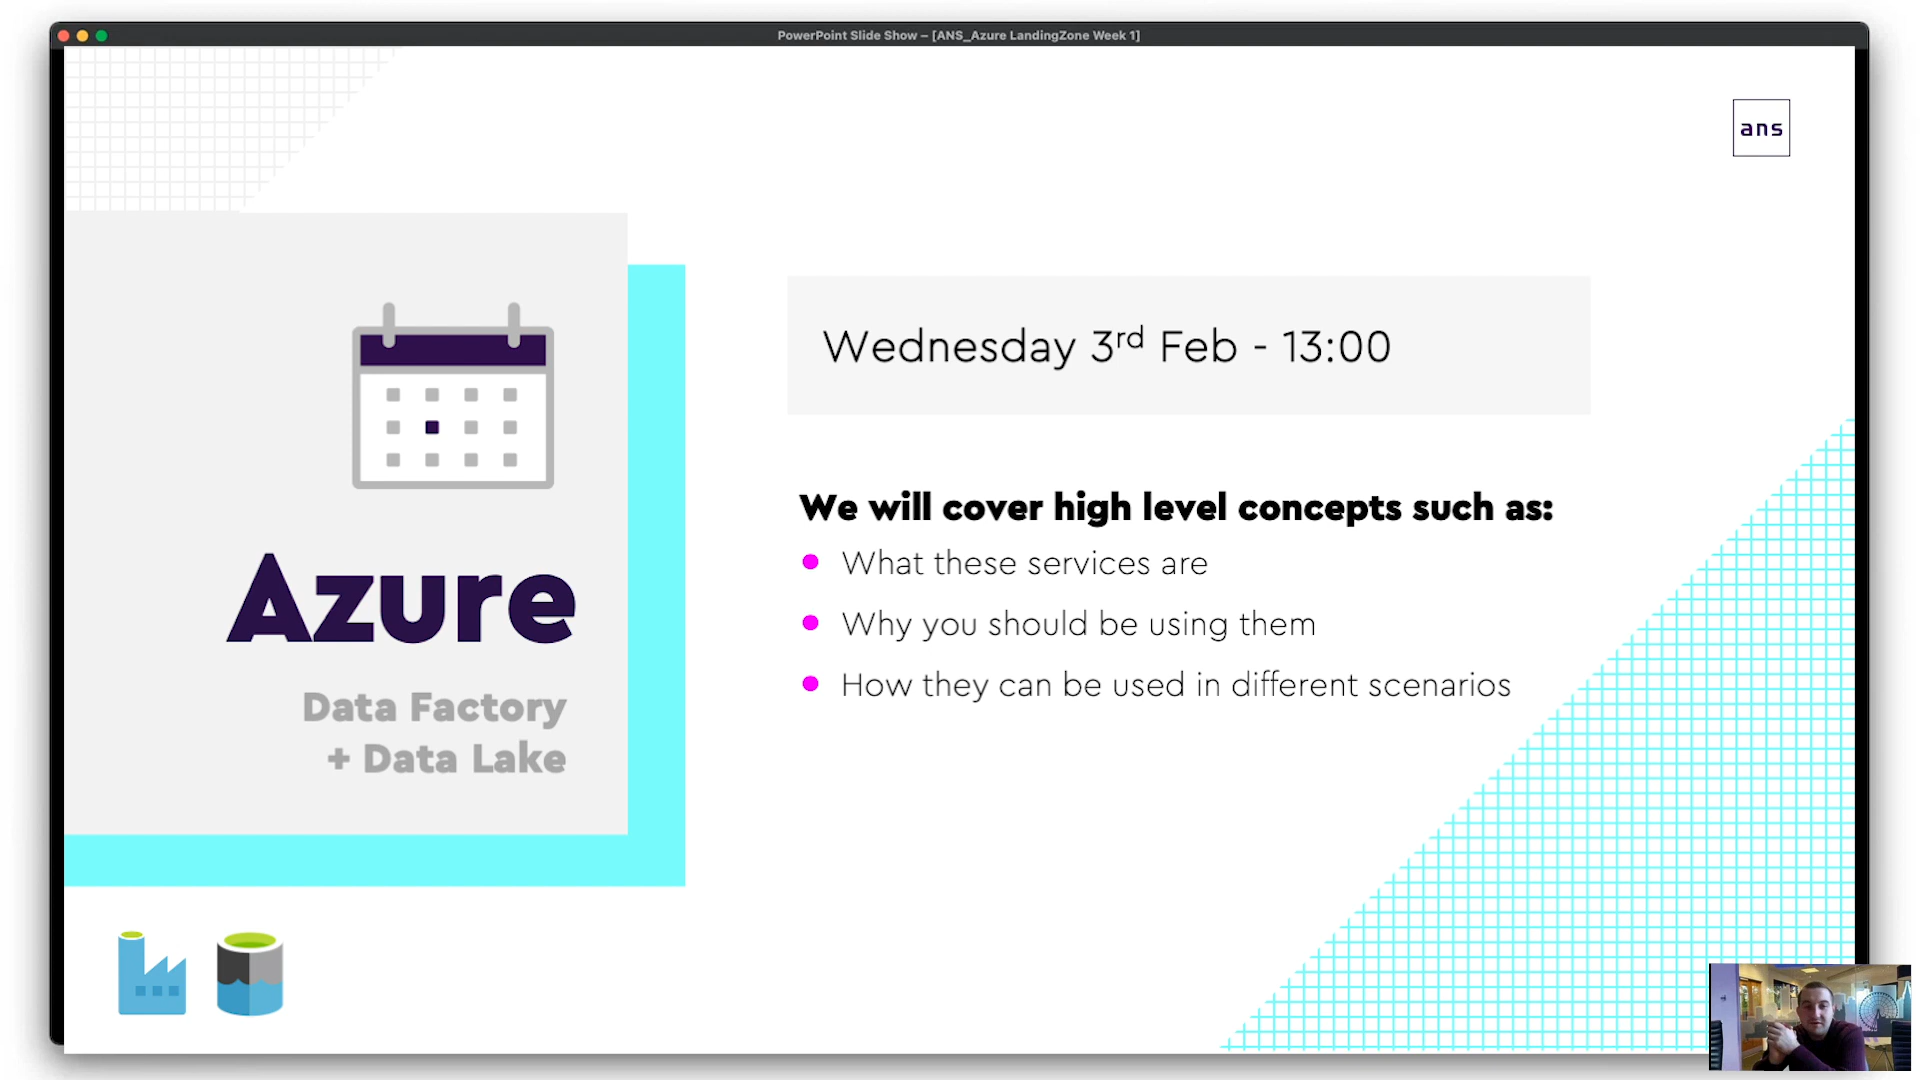 PowerPoint Slide Show – [ANS_Azure LandingZone Week 1]
ans
Azure
Data Factory
+ Data Lake
Wednesday 3rd Feb - 13:00
We will cover high level concepts such as:
What these services are
Why you should be using them
How they can be used in different scenarios